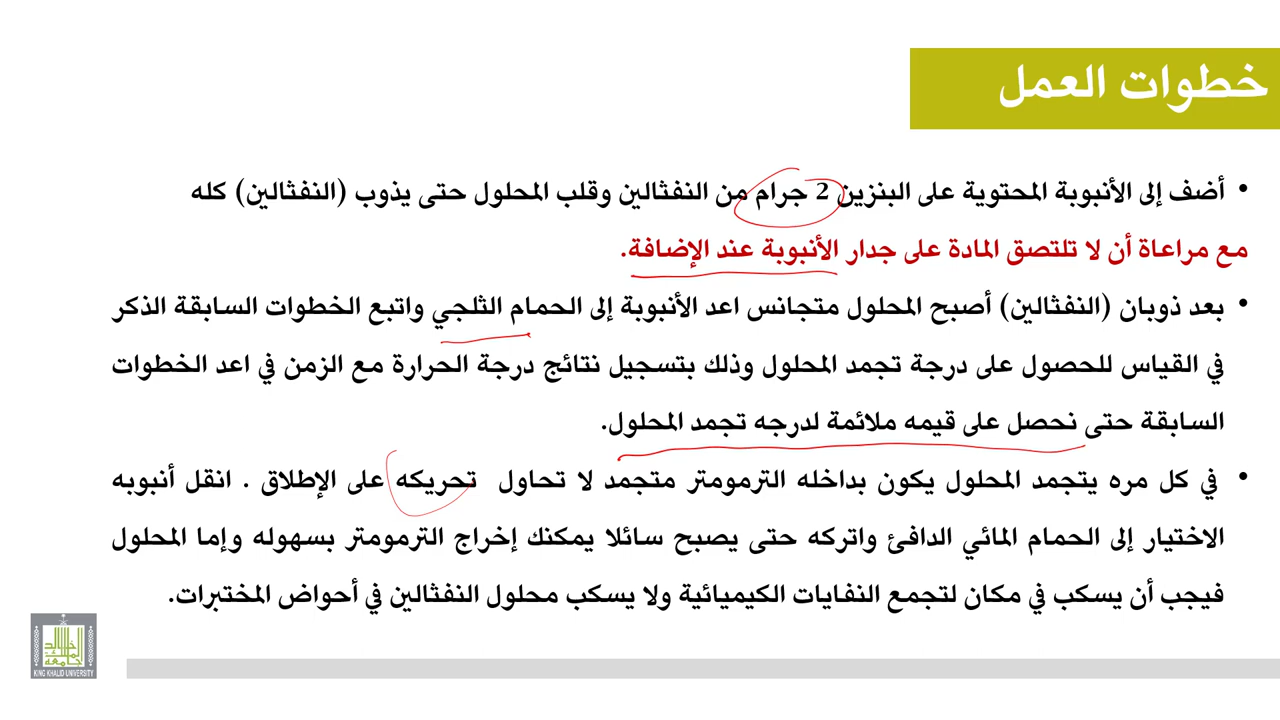 خطوات العمل
• أضف إلى الأنبوبة المحتوية على البنزين 2 جرام من النفثالين وقلب المحلول حتى يذوب (النفثالين) كله
مع مراعاة أن لا تلتصق المادة على جدار الأنبوبة عند الإضافة.
• بعد ذوبان (النفثالين) أصبح المحلول متجانس اعد الأنبوبة إلى الحمام الثلجي واتبع الخطوات السابقة الذكر
في القياس للحصول على درجة تجمد المحلول وذلك بتسجيل نتائج درجة الحرارة مع الزمن في اعد الخطوات
السابقة حتى نحصل على قيمه ملائمة لدرجه تجمد المحلول.
• في كل مره يتجمد المحلول يكون بداخله الترمومتر متجمد لا تحاول تحريكه على الإطلاق . انقل أنبوبه
الاختيار إلى الحمام المائي الدافئ واتركه حتى يصبح سائلا يمكنك إخراج الترمومتر بسهوله وإما المحلول
فيجب أن يسكب في مكان لتجمع النفايات الكيميائية ولا يسكب محلول النفثالين في أحواض المختبرات.
جامعة الملك خالد
KING KHALID UNIVERSITY